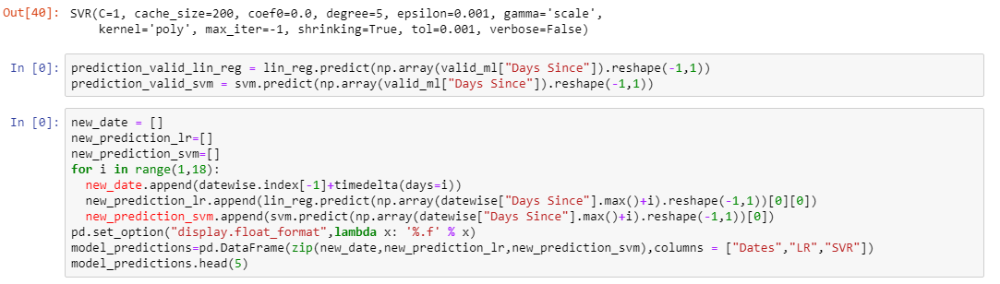 Out[40]: SVR(C=1, cache_size=200, coef0=0.0, degree=5, epsilon=0.001, gamma='scale',
    kernel='poly', max_iter=-1, shrinking=True, tol=0.001, verbose=False)
In [0]: prediction_valid_lin_reg = lin_reg.predict(np.array(valid_ml["Days Since"]).reshape(-1,1))
prediction_valid_svm = svm.predict(np.array(valid_ml["Days Since"]).reshape(-1,1))
In [0]: new_date = []
new_prediction_lr=[]
new_prediction_svm=[]
for i in range(1,18):
  new_date.append(datewise.index[-1]+timedelta(days=i))
  new_prediction_lr.append(lin_reg.predict(np.array(datewise["Days Since"].max()+i).reshape(-1,1))[0][0])
  new_prediction_svm.append(svm.predict(np.array(datewise["Days Since"].max()+i).reshape(-1,1))[0])
pd.set_option("display.float_format",lambda x: '%.f' % x)
model_predictions=pd.DataFrame(zip(new_date,new_prediction_lr,new_prediction_svm),columns = ["Dates","LR","SVR"])
model_predictions.head(5)